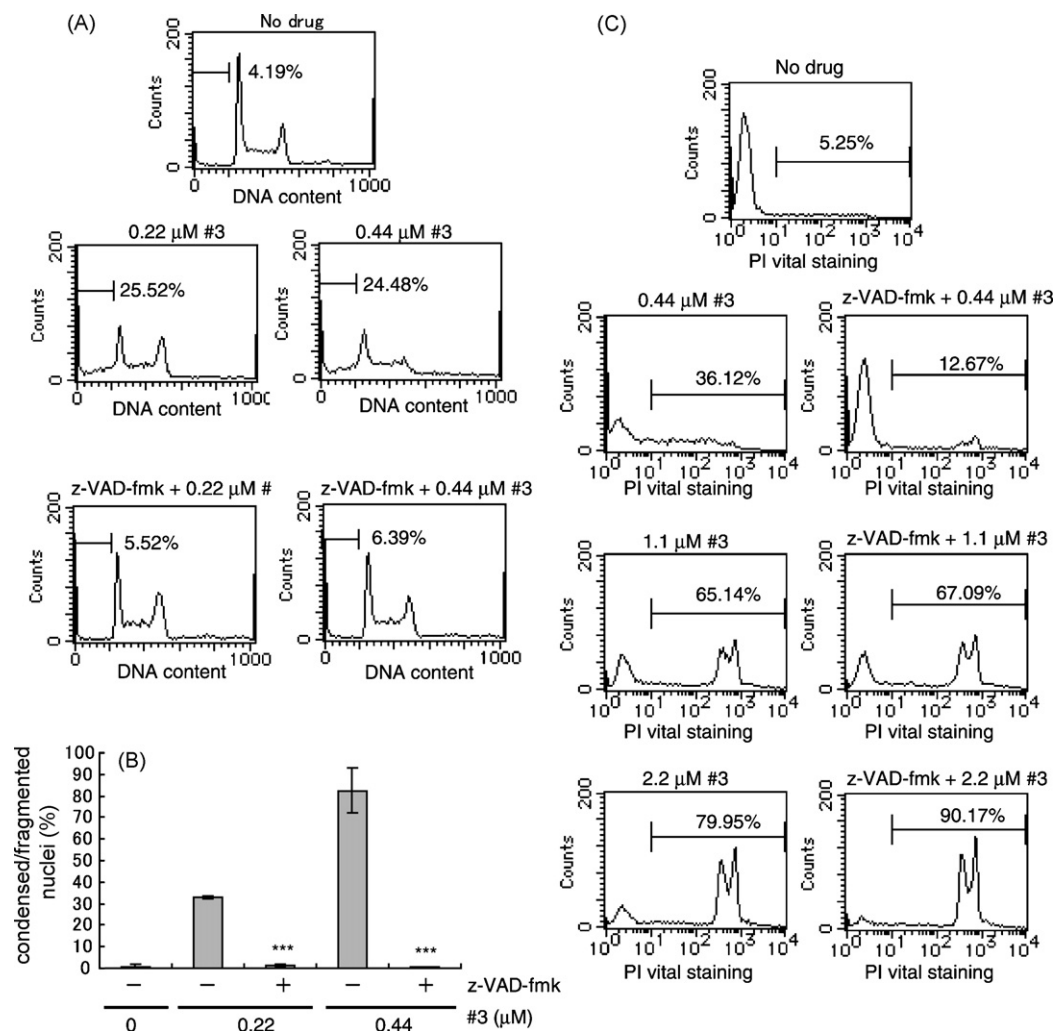 (A)
No drug
200
Counts
0
4.19%
0
1000
DNA content
0.22 μM #3
200
Counts
0
25.52%
0
1000
DNA content
0.44 μM #3
200
Counts
0
24.48%
0
1000
DNA content
z-VAD-fmk + 0.22 μM #
200
Counts
0
5.52%
0
1000
DNA content
z-VAD-fmk + 0.44 μM #3
200
Counts
0
6.39%
0
1000
DNA content
(B)
condensed/fragmented
nuclei (%)
100
90
80
70
60
50
40
30
20
10
0
***
***
− − + − + z-VAD-fmk
0 0.22 0.44 #3 (μM)
(C)
No drug
200
Counts
0
5.25%
10^0 10^1 10^2 10^3 10^4
PI vital staining
0.44 μM #3
200
Counts
0
36.12%
10^0 10^1 10^2 10^3 10^4
PI vital staining
z-VAD-fmk + 0.44 μM #3
200
Counts
0
12.67%
10^0 10^1 10^2 10^3 10^4
PI vital staining
1.1 μM #3
200
Counts
0
65.14%
10^0 10^1 10^2 10^3 10^4
PI vital staining
z-VAD-fmk + 1.1 μM #3
200
Counts
0
67.09%
10^0 10^1 10^2 10^3 10^4
PI vital staining
2.2 μM #3
200
Counts
0
79.95%
10^0 10^1 10^2 10^3 10^4
PI vital staining
z-VAD-fmk + 2.2 μM #3
200
Counts
0
90.17%
10^0 10^1 10^2 10^3 10^4
PI vital staining